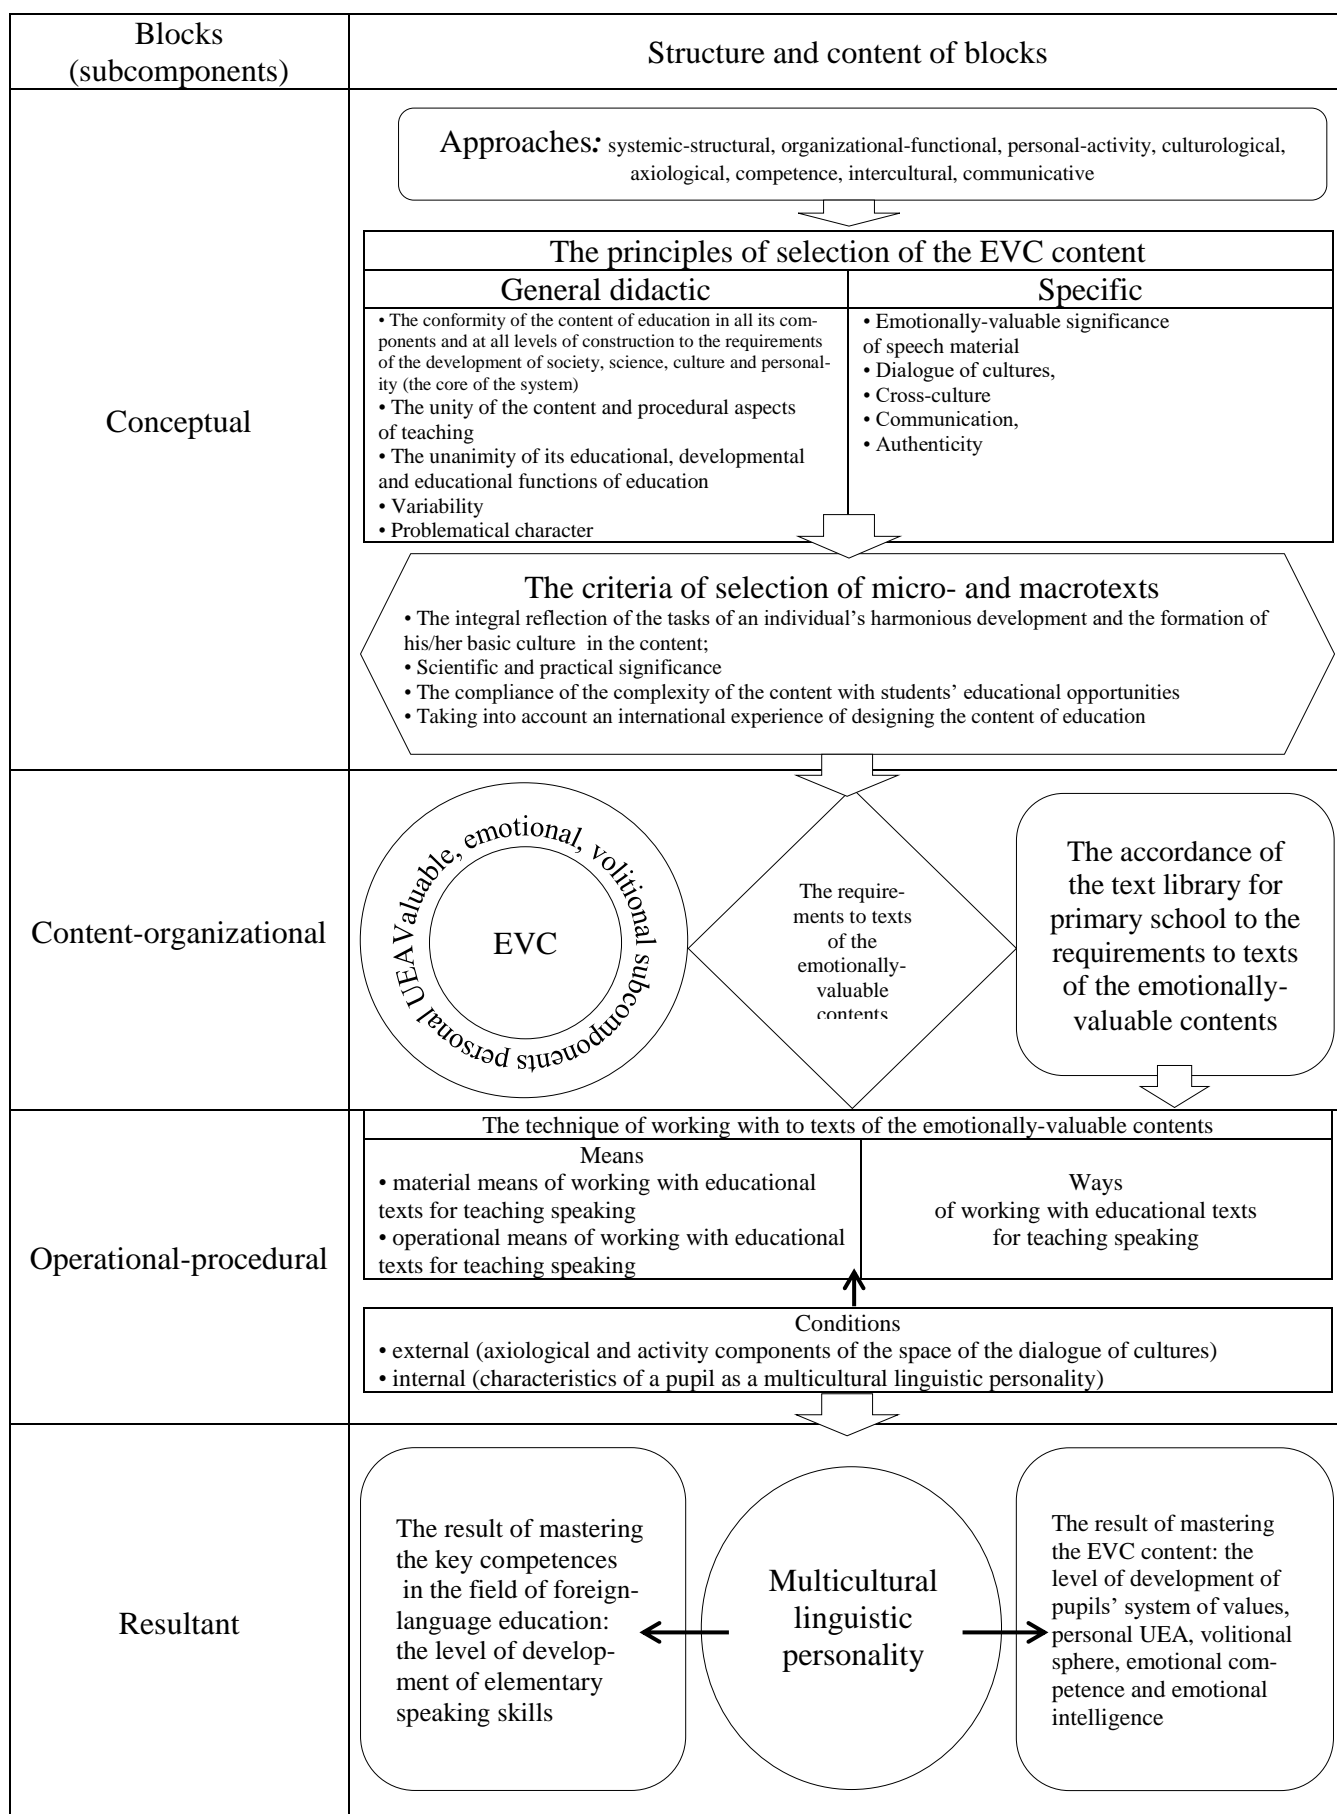 Blocks
(subcomponents)
Structure and content of blocks
Conceptual
Approaches: systemic-structural, organizational-functional, personal-activity, culturological,
axiological, competence, intercultural, communicative
The principles of selection of the EVC content
General didactic
• The conformity of the content of education in all its com-
ponents and at all levels of construction to the requirements
of the development of society, science, culture and personal-
ity (the core of the system)
• The unity of the content and procedural aspects
of teaching
• The unanimity of its educational, developmental
and educational functions of education
• Variability
• Problematical character
Specific
• Emotionally-valuable significance
of speech material
• Dialogue of cultures,
• Cross-culture
• Communication,
• Authenticity
The criteria of selection of micro- and macrotexts
• The integral reflection of the tasks of an individual’s harmonious development and the formation of
his/her basic culture in the content;
• Scientific and practical significance
• The compliance of the complexity of the content with students’ educational opportunities
• Taking into account an international experience of designing the content of education
Content-organizational
Valuable, emotional, volitional subcomponents personal UEA
EVC
The require-
ments to texts
of the
emotionally-
valuable
contents
The accordance of
the text library for
primary school to the
requirements to texts
of the emotionally-
valuable contents
Operational-procedural
The technique of working with to texts of the emotionally-valuable contents
Means
• material means of working with educational
texts for teaching speaking
• operational means of working with educational
texts for teaching speaking
Ways
of working with educational texts
for teaching speaking
Conditions
• external (axiological and activity components of the space of the dialogue of cultures)
• internal (characteristics of a pupil as a multicultural linguistic personality)
Resultant
The result of mastering
the key competences
in the field of foreign-
language education:
the level of develop-
ment of elementary
speaking skills
Multicultural
linguistic
personality
The result of mastering
the EVC content: the
level of development of
pupils’ system of values,
personal UEA, volitional
sphere, emotional com-
petence and emotional
intelligence